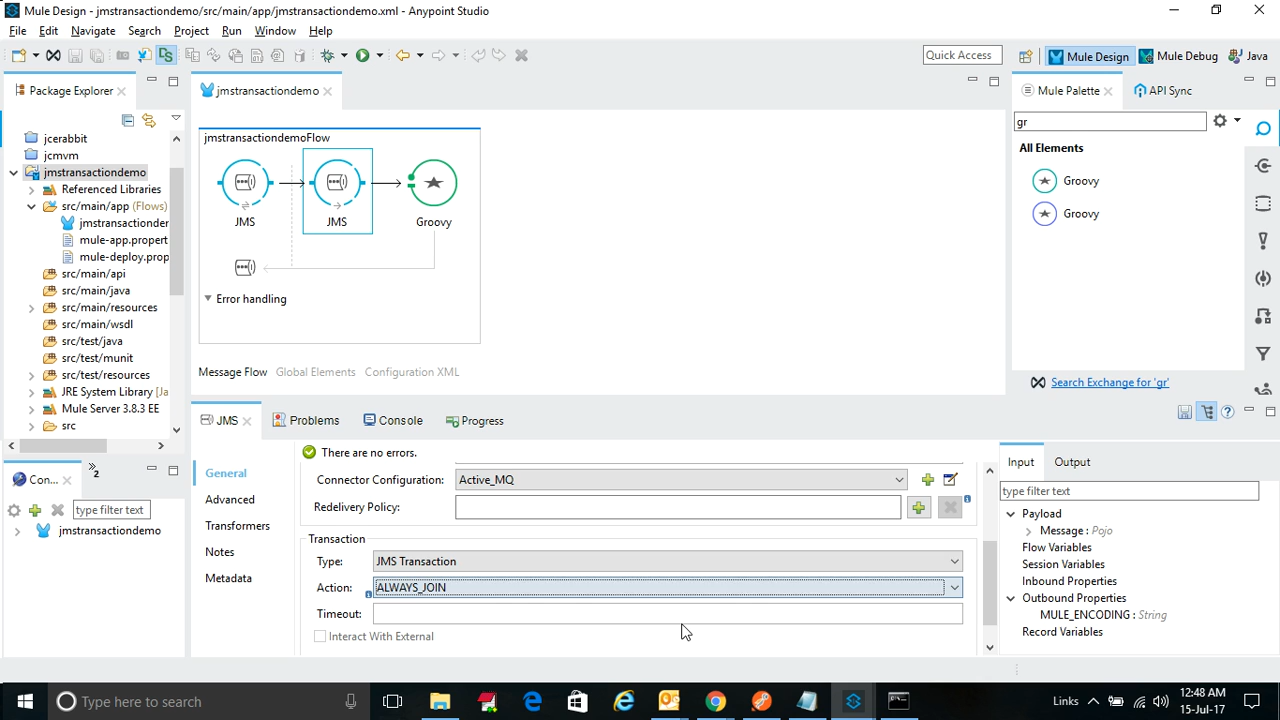 Mule Design - jmstransactiondemo/src/main/app/jmstransactiondemo.xml - Anypoint Studio
File Edit Navigate Search Project Run Window Help
Quick Access
Mule Design
Mule Debug
Java
Package Explorer
jmstransactiondemo
Mule Palette
API Sync
jcerabbit
jcmvm
jmstransactiondemo
Referenced Libraries
src/main/app (Flows)
jmstransactionder
mule-app.propert
mule-deploy.prop
src/main/api
src/main/java
src/main/resources
src/main/wsdl
src/test/java
src/test/munit
src/test/resources
JRE System Library [Ja
Mule Server 3.8.3 EE
src
jmstransactiondemoFlow
JMS
JMS
Groovy
Error handling
Message Flow Global Elements Configuration XML
gr
All Elements
Groovy
Groovy
Search Exchange for 'gr'
JMS
Problems
Console
Progress
Con...
»2
type filter text
jmstransactiondemo
There are no errors.
General
Advanced
Transformers
Notes
Metadata
Connector Configuration: Active_MQ
Redelivery Policy:
Transaction
Type: JMS Transaction
Action: ALWAYS_JOIN
Timeout:
Interact With External
Input
Output
type filter text
Payload
Message : Pojo
Flow Variables
Session Variables
Inbound Properties
Outbound Properties
MULE_ENCODING : String
Record Variables
Type here to search
Links
12:48 AM
15-Jul-17